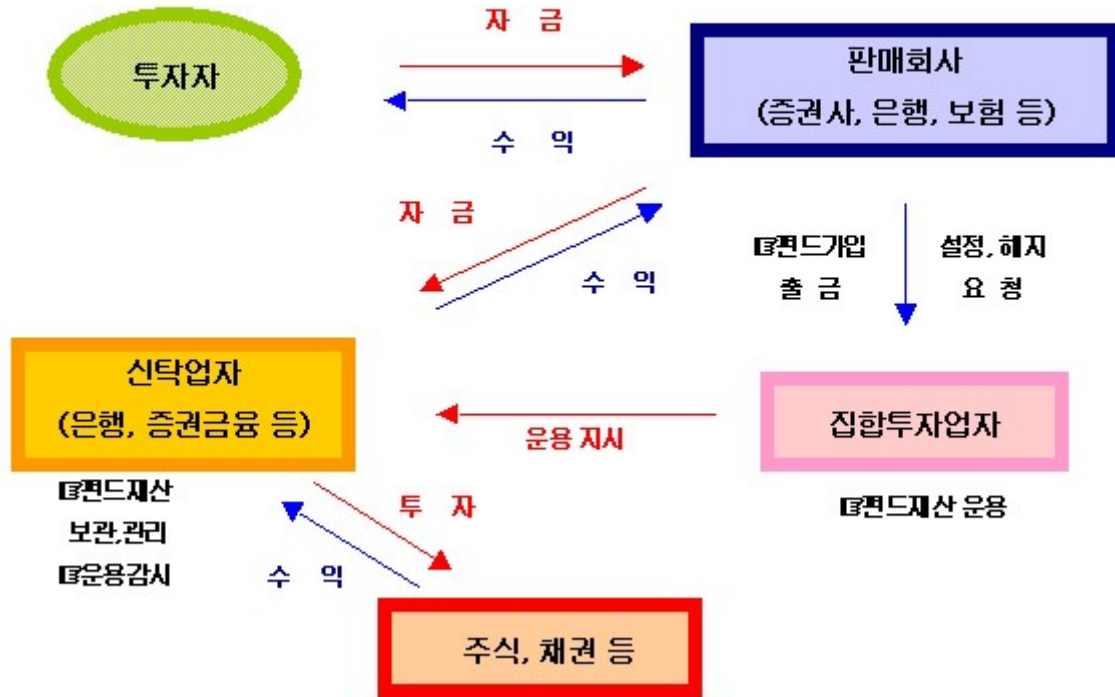 자 금
투자자
판매회사
(증권사, 은행, 보험 등)
수 익
자 금
수 익
☞펀드가입
출 금
설정, 해지
요 청
신탁업자
(은행, 증권금융 등)
운용 지시
집합투자업자
☞펀드재산
보관,관리
☞운용감시
☞펀드재산 운용
투 자
수 익
주식, 채권 등